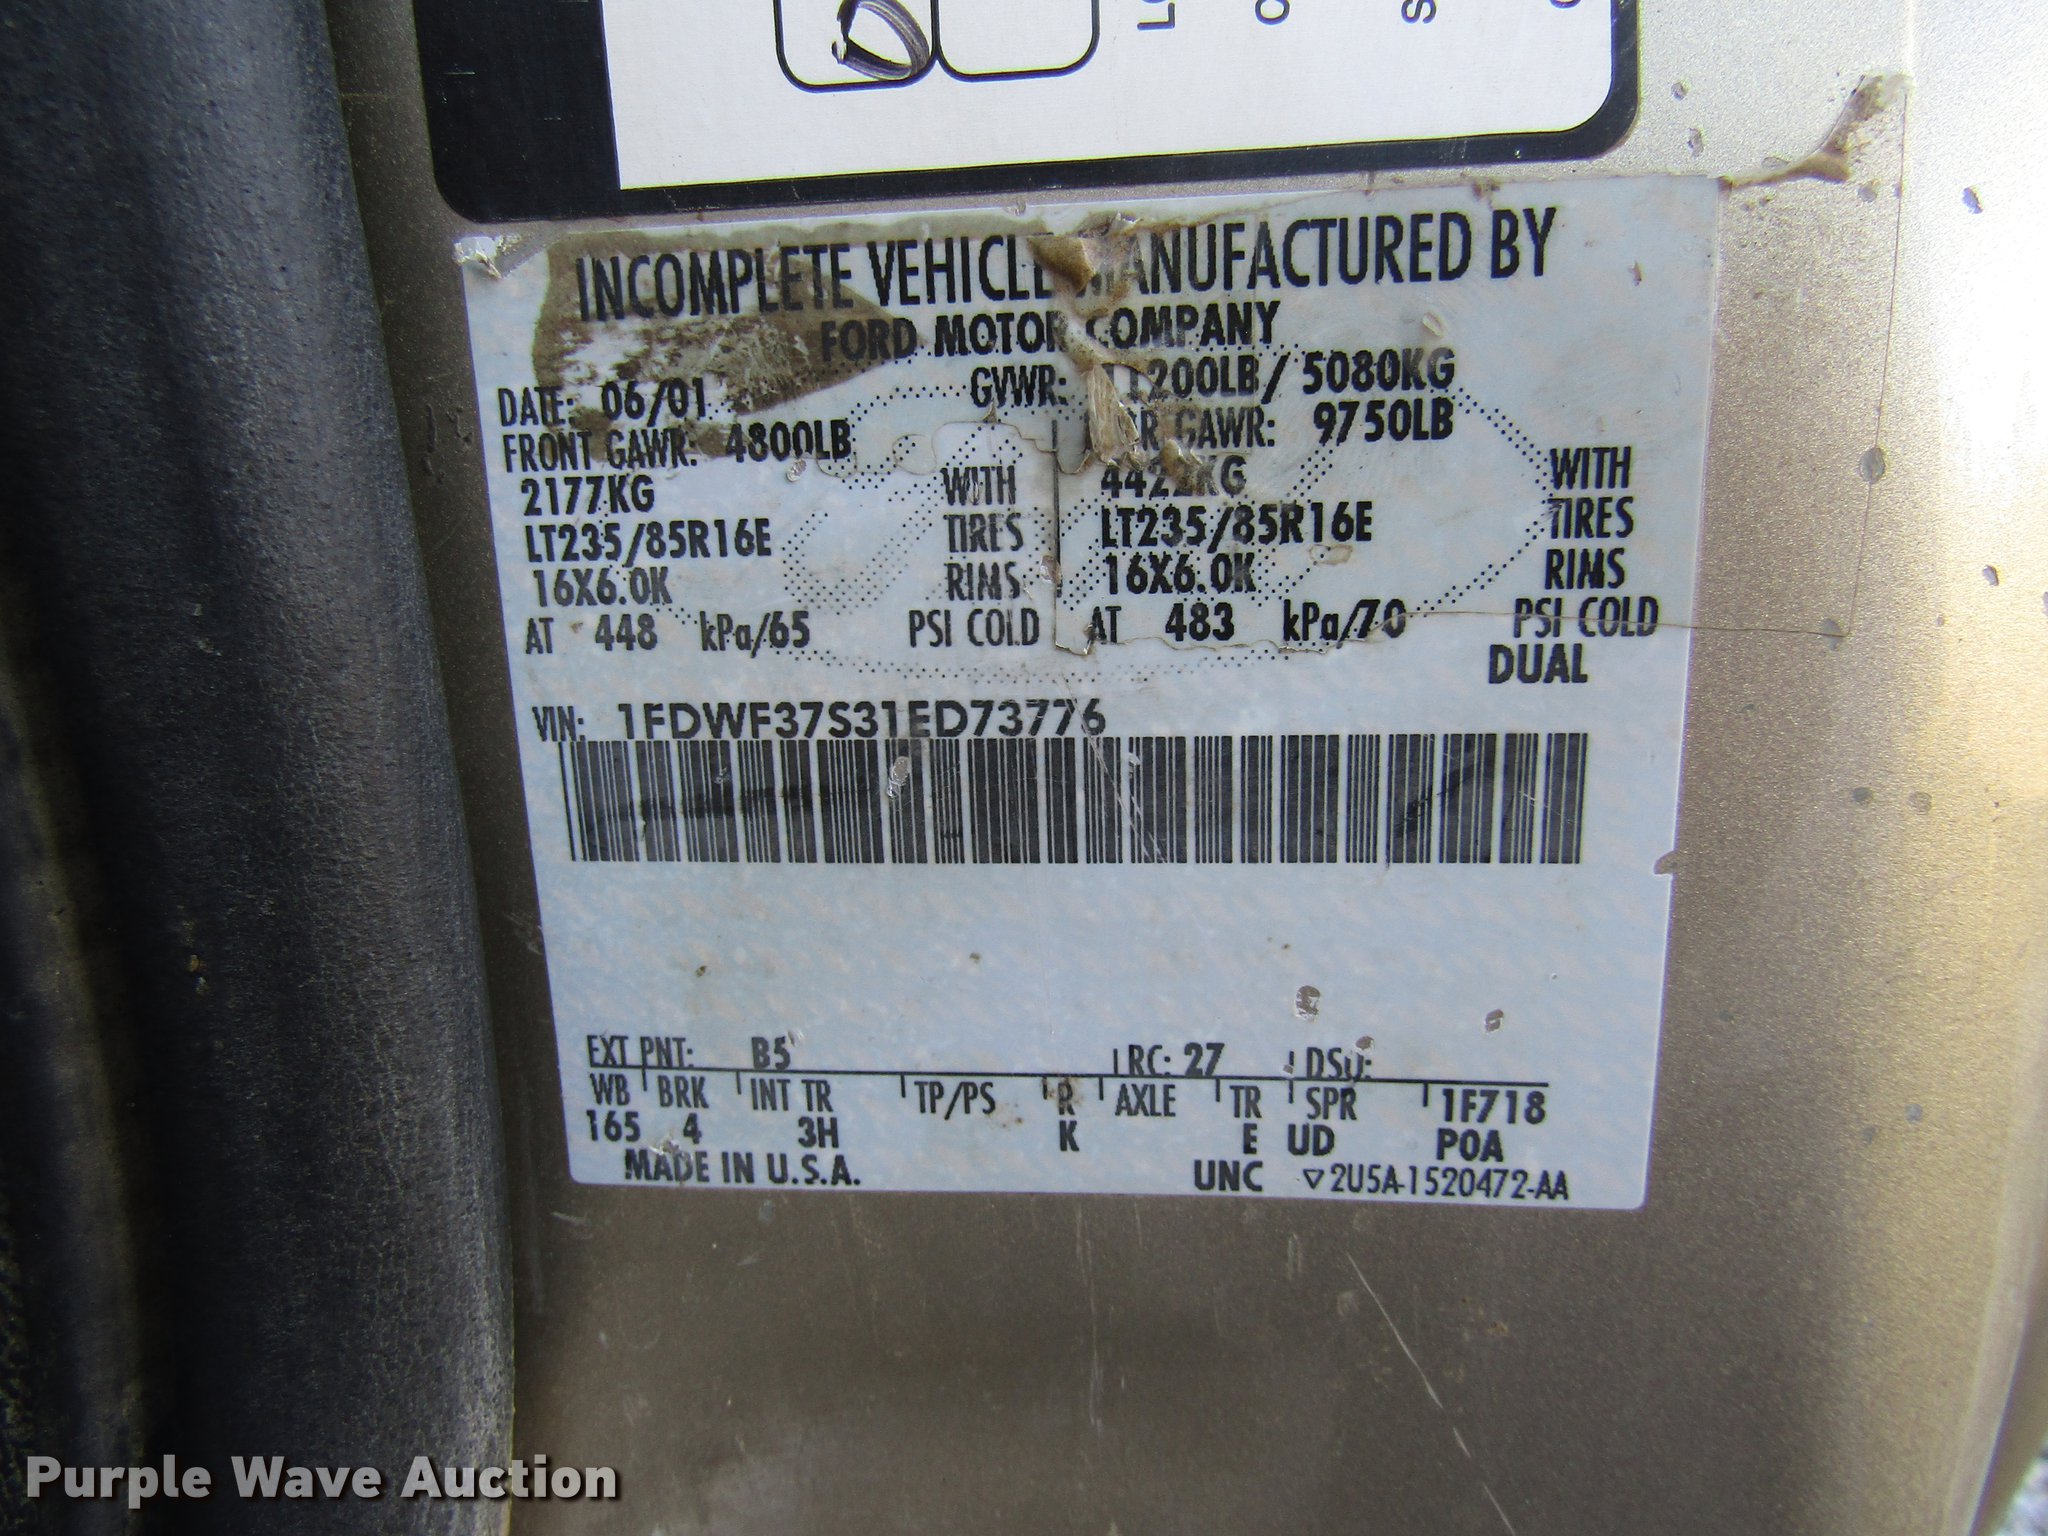 INCOMPLETE VEHICLE MANUFACTURED BY
FORD MOTOR COMPANY
DATE: 06/01 GVWR: 11200LB/ 5080KG
FRONT GAWR: 4800LB GAWR: 9750LB
2177KG WITH 4422KG WITH
LT235/85R16E TIRES LT235/85R16E TIRES
16X6.0K RIMS 16X6.0K RIMS
AT 448 kPa/65 PSI COLD AT 483 kPa/70 PSI COLD
DUAL
VIN: 1FDWF37S31ED73776
EXT PNT: B5 RC: 27 DSO:
WB BRK INT TR TP/PS R AXLE TR SPR 1F718
165 4 3H K E UD POA
MADE IN U.S.A. UNC ▽2U5A-1520472-AA
Purple Wave Auction